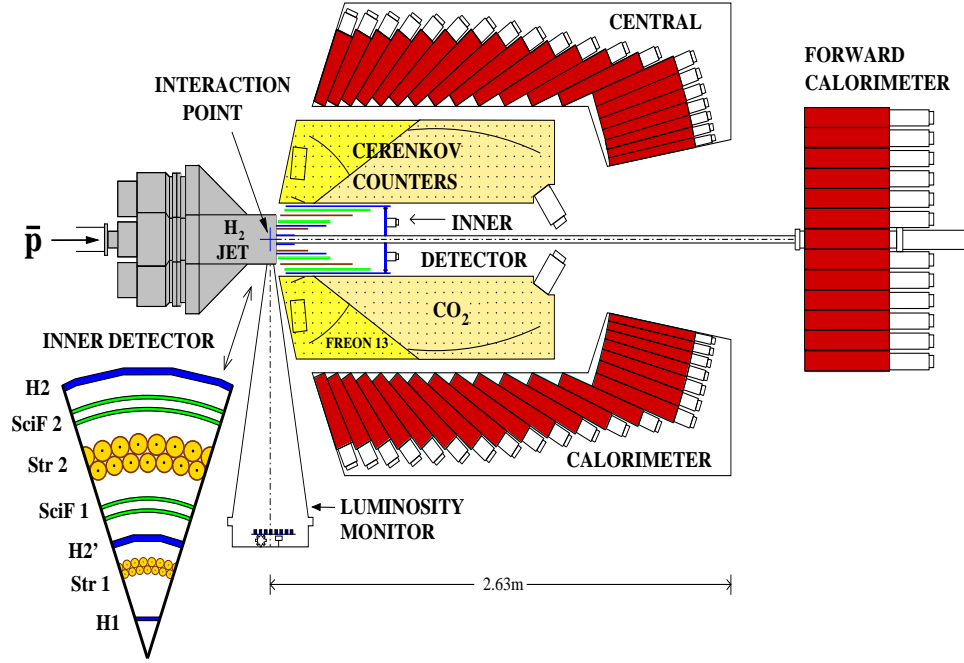 CENTRAL
FORWARD
CALORIMETER
INTERACTION
POINT
CERENKOV
COUNTERS
p̅
H₂
JET
INNER
DETECTOR
CO₂
FREON 13
INNER DETECTOR
H2
SciF 2
Str 2
SciF 1
H2'
Str 1
H1
CALORIMETER
LUMINOSITY
MONITOR
2.63m